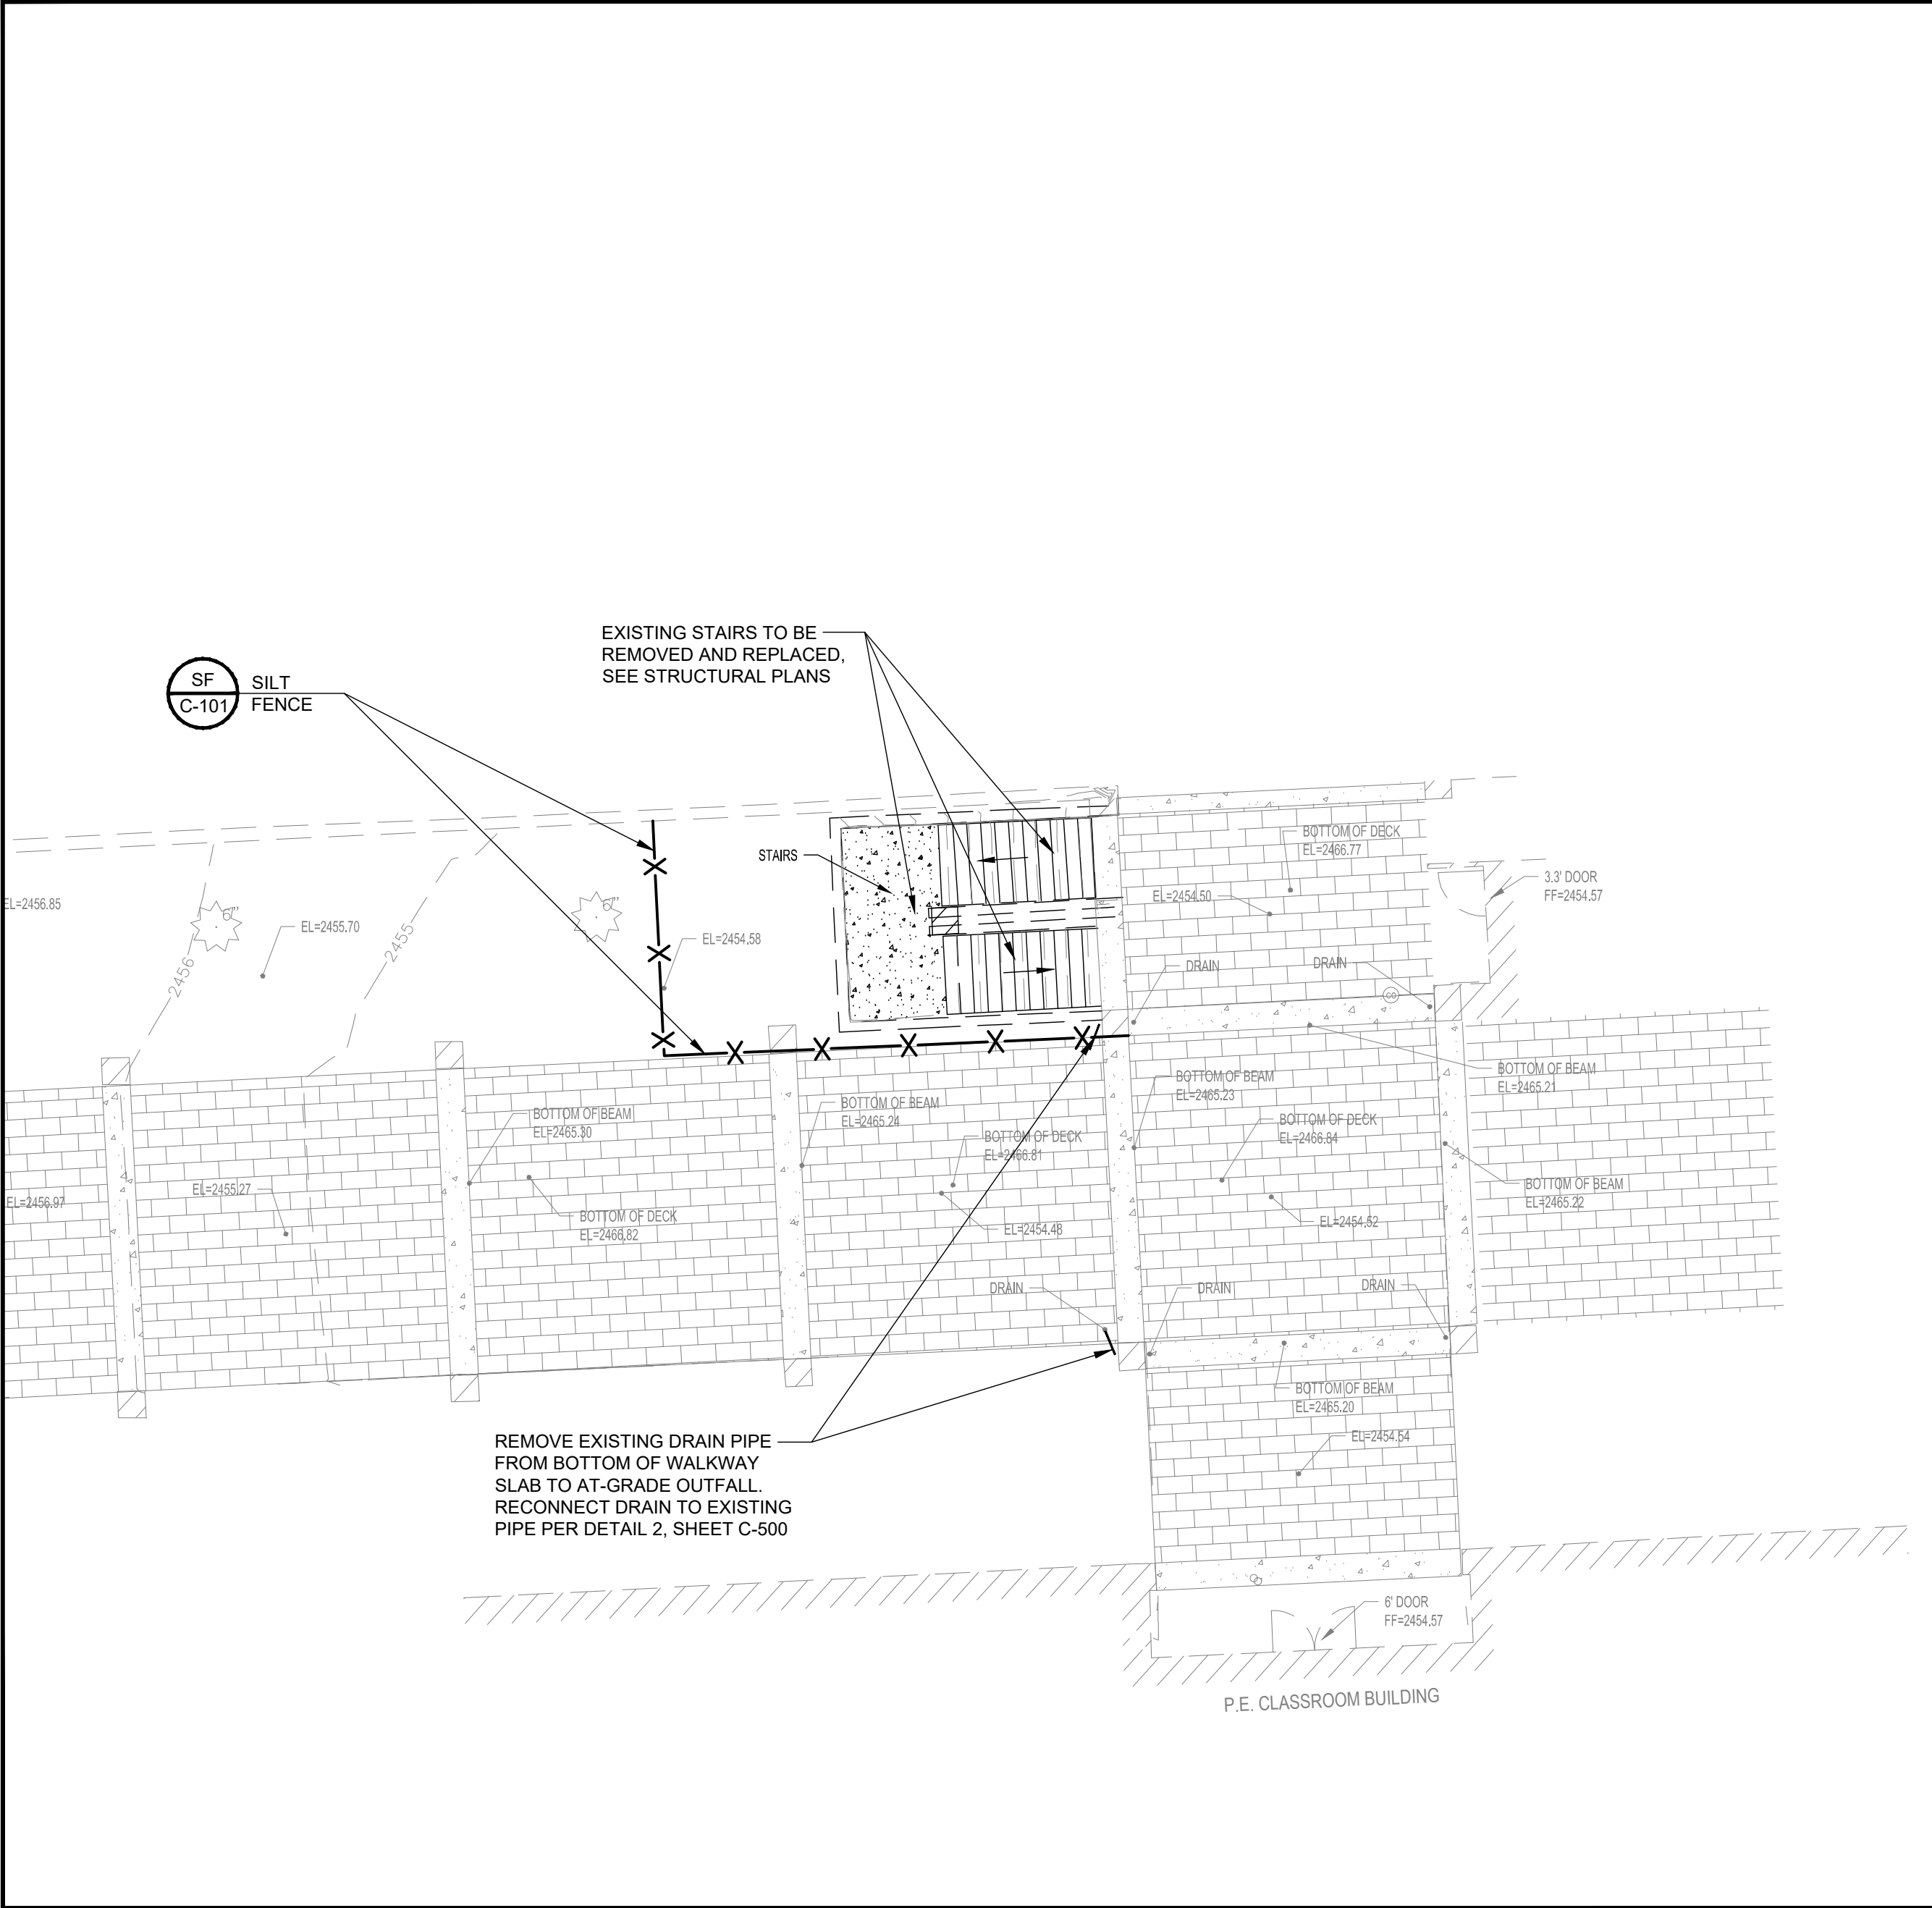 EXISTING STAIRS TO BE
REMOVED AND REPLACED,
SEE STRUCTURAL PLANS
SF
C-101
SILT
FENCE
STAIRS
BOTTOM OF DECK
EL=2466.77
3.3' DOOR
FF=2454.57
EL=2454.50
EL=2456.85
6"
EL=2455.70
2456
2455
6"
EL=2454.58
DRAIN
DRAIN
CO
BOTTOM OF BEAM
EL=2465.21
BOTTOM OF BEAM
EL=2465.23
BOTTOM OF BEAM
EL=2465.24
BOTTOM OF BEAM
EL=2465.30
BOTTOM OF DECK
EL=2466.84
BOTTOM OF DECK
EL=2466.81
BOTTOM OF BEAM
EL=2465.22
EL=2456.97
EL=2455.27
BOTTOM OF DECK
EL=2466.82
EL=2454.48
EL=2454.52
DRAIN
DRAIN
DRAIN
BOTTOM OF BEAM
EL=2465.20
EL=2454.54
REMOVE EXISTING DRAIN PIPE
FROM BOTTOM OF WALKWAY
SLAB TO AT-GRADE OUTFALL.
RECONNECT DRAIN TO EXISTING
PIPE PER DETAIL 2, SHEET C-500
6' DOOR
FF=2454.57
P.E. CLASSROOM BUILDING